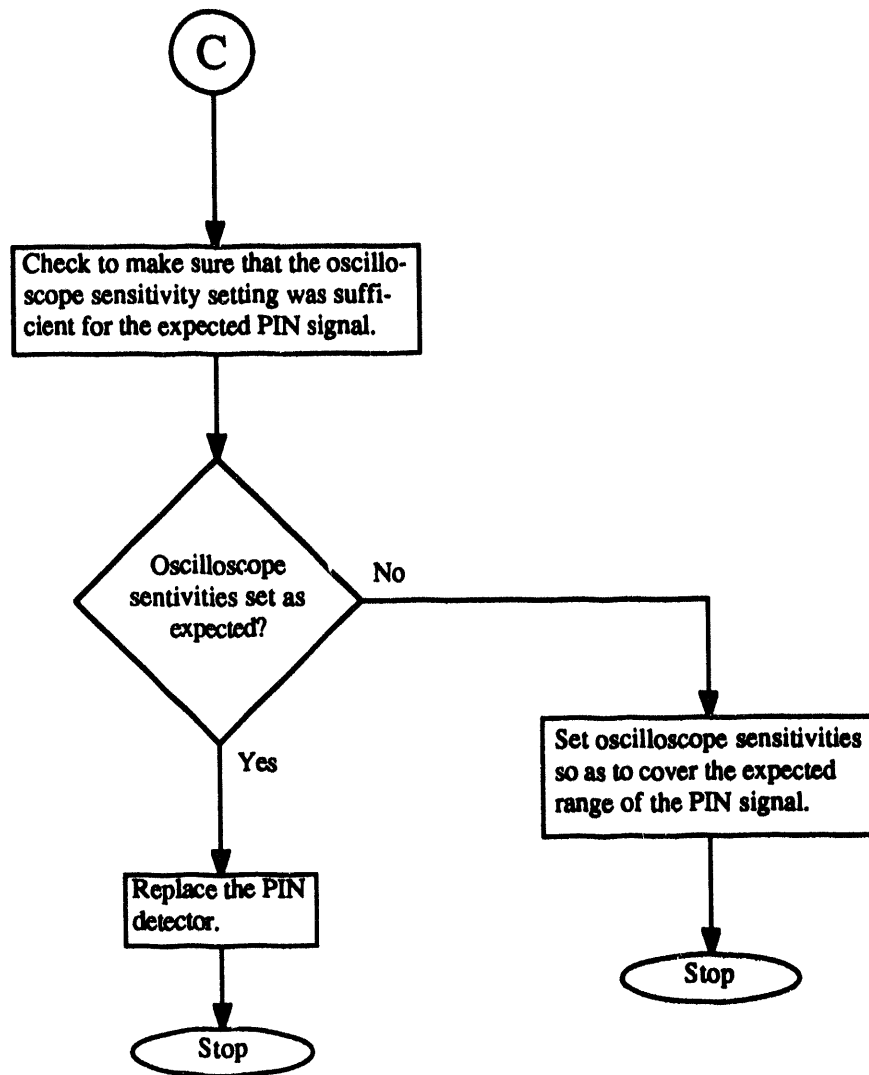 C
Check to make sure that the oscillo-
scope sensitivity setting was suffi-
cient for the expected PIN signal.
Oscilloscope
sentivities set as
expected?
No
Yes
Set oscilloscope sensitivities
so as to cover the expected
range of the PIN signal.
Replace the PIN
detector.
Stop
Stop